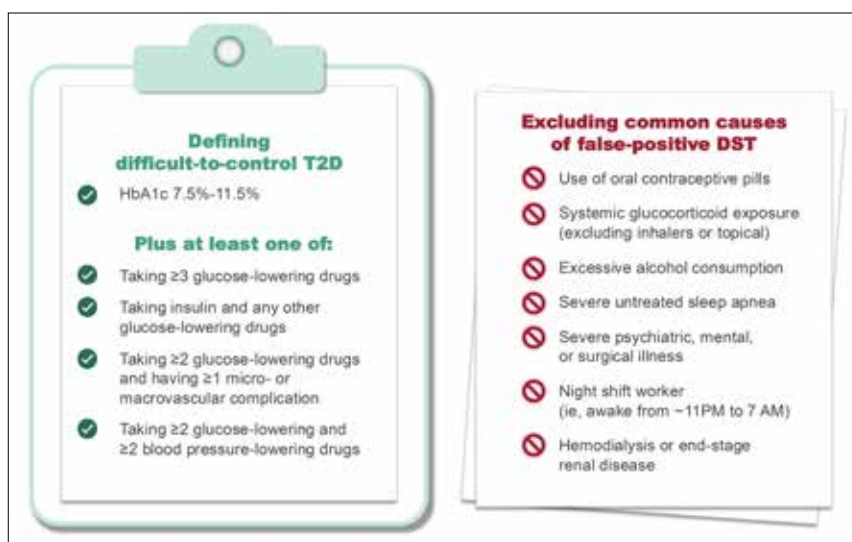 Defining
difficult-to-control T2D
HbA1c 7.5%-11.5%
Plus at least one of:
Taking ≥3 glucose-lowering drugs
Taking insulin and any other
glucose-lowering drugs
Taking ≥2 glucose-lowering drugs
and having ≥1 micro- or
macrovascular complication
Taking ≥2 glucose-lowering and
≥2 blood pressure-lowering drugs
Excluding common causes
of false-positive DST
Use of oral contraceptive pills
Systemic glucocorticoid exposure
(excluding inhalers or topical)
Excessive alcohol consumption
Severe untreated sleep apnea
Severe psychiatric, mental,
or surgical illness
Night shift worker
(ie, awake from ~11PM to 7 AM)
Hemodialysis or end-stage
renal disease